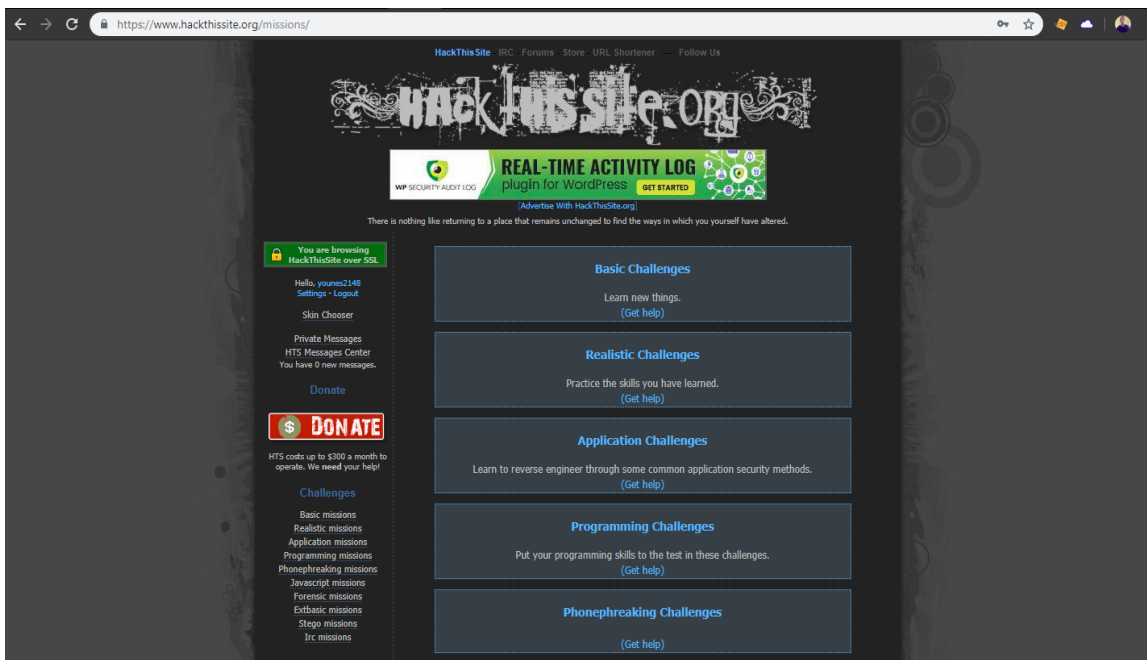 https://www.hackthissite.org/missions/
HackThisSite IRC Forums Store URL Shortener — Follow Us
HACK THIS SITE.ORG
WP SECURITY AUDIT LOG
REAL-TIME ACTIVITY LOG
plugin for WordPress GET STARTED
[Advertise With HackThisSite.org]
There is nothing like returning to a place that remains unchanged to find the ways in which you yourself have altered.
You are browsing
HackThisSite over SSL
Hello, younes2148
Settings - Logout
Skin Chooser
Private Messages
HTS Messages Center
You have 0 new messages.
Donate
$ DONATE
HTS costs up to $300 a month to
operate. We need your help!
Challenges
Basic missions
Realistic missions
Application missions
Programming missions
Phonephreaking missions
Javascript missions
Forensic missions
Extbasic missions
Stego missions
Irc missions
Basic Challenges
Learn new things.
(Get help)
Realistic Challenges
Practice the skills you have learned.
(Get help)
Application Challenges
Learn to reverse engineer through some common application security methods.
(Get help)
Programming Challenges
Put your programming skills to the test in these challenges.
(Get help)
Phonephreaking Challenges
(Get help)